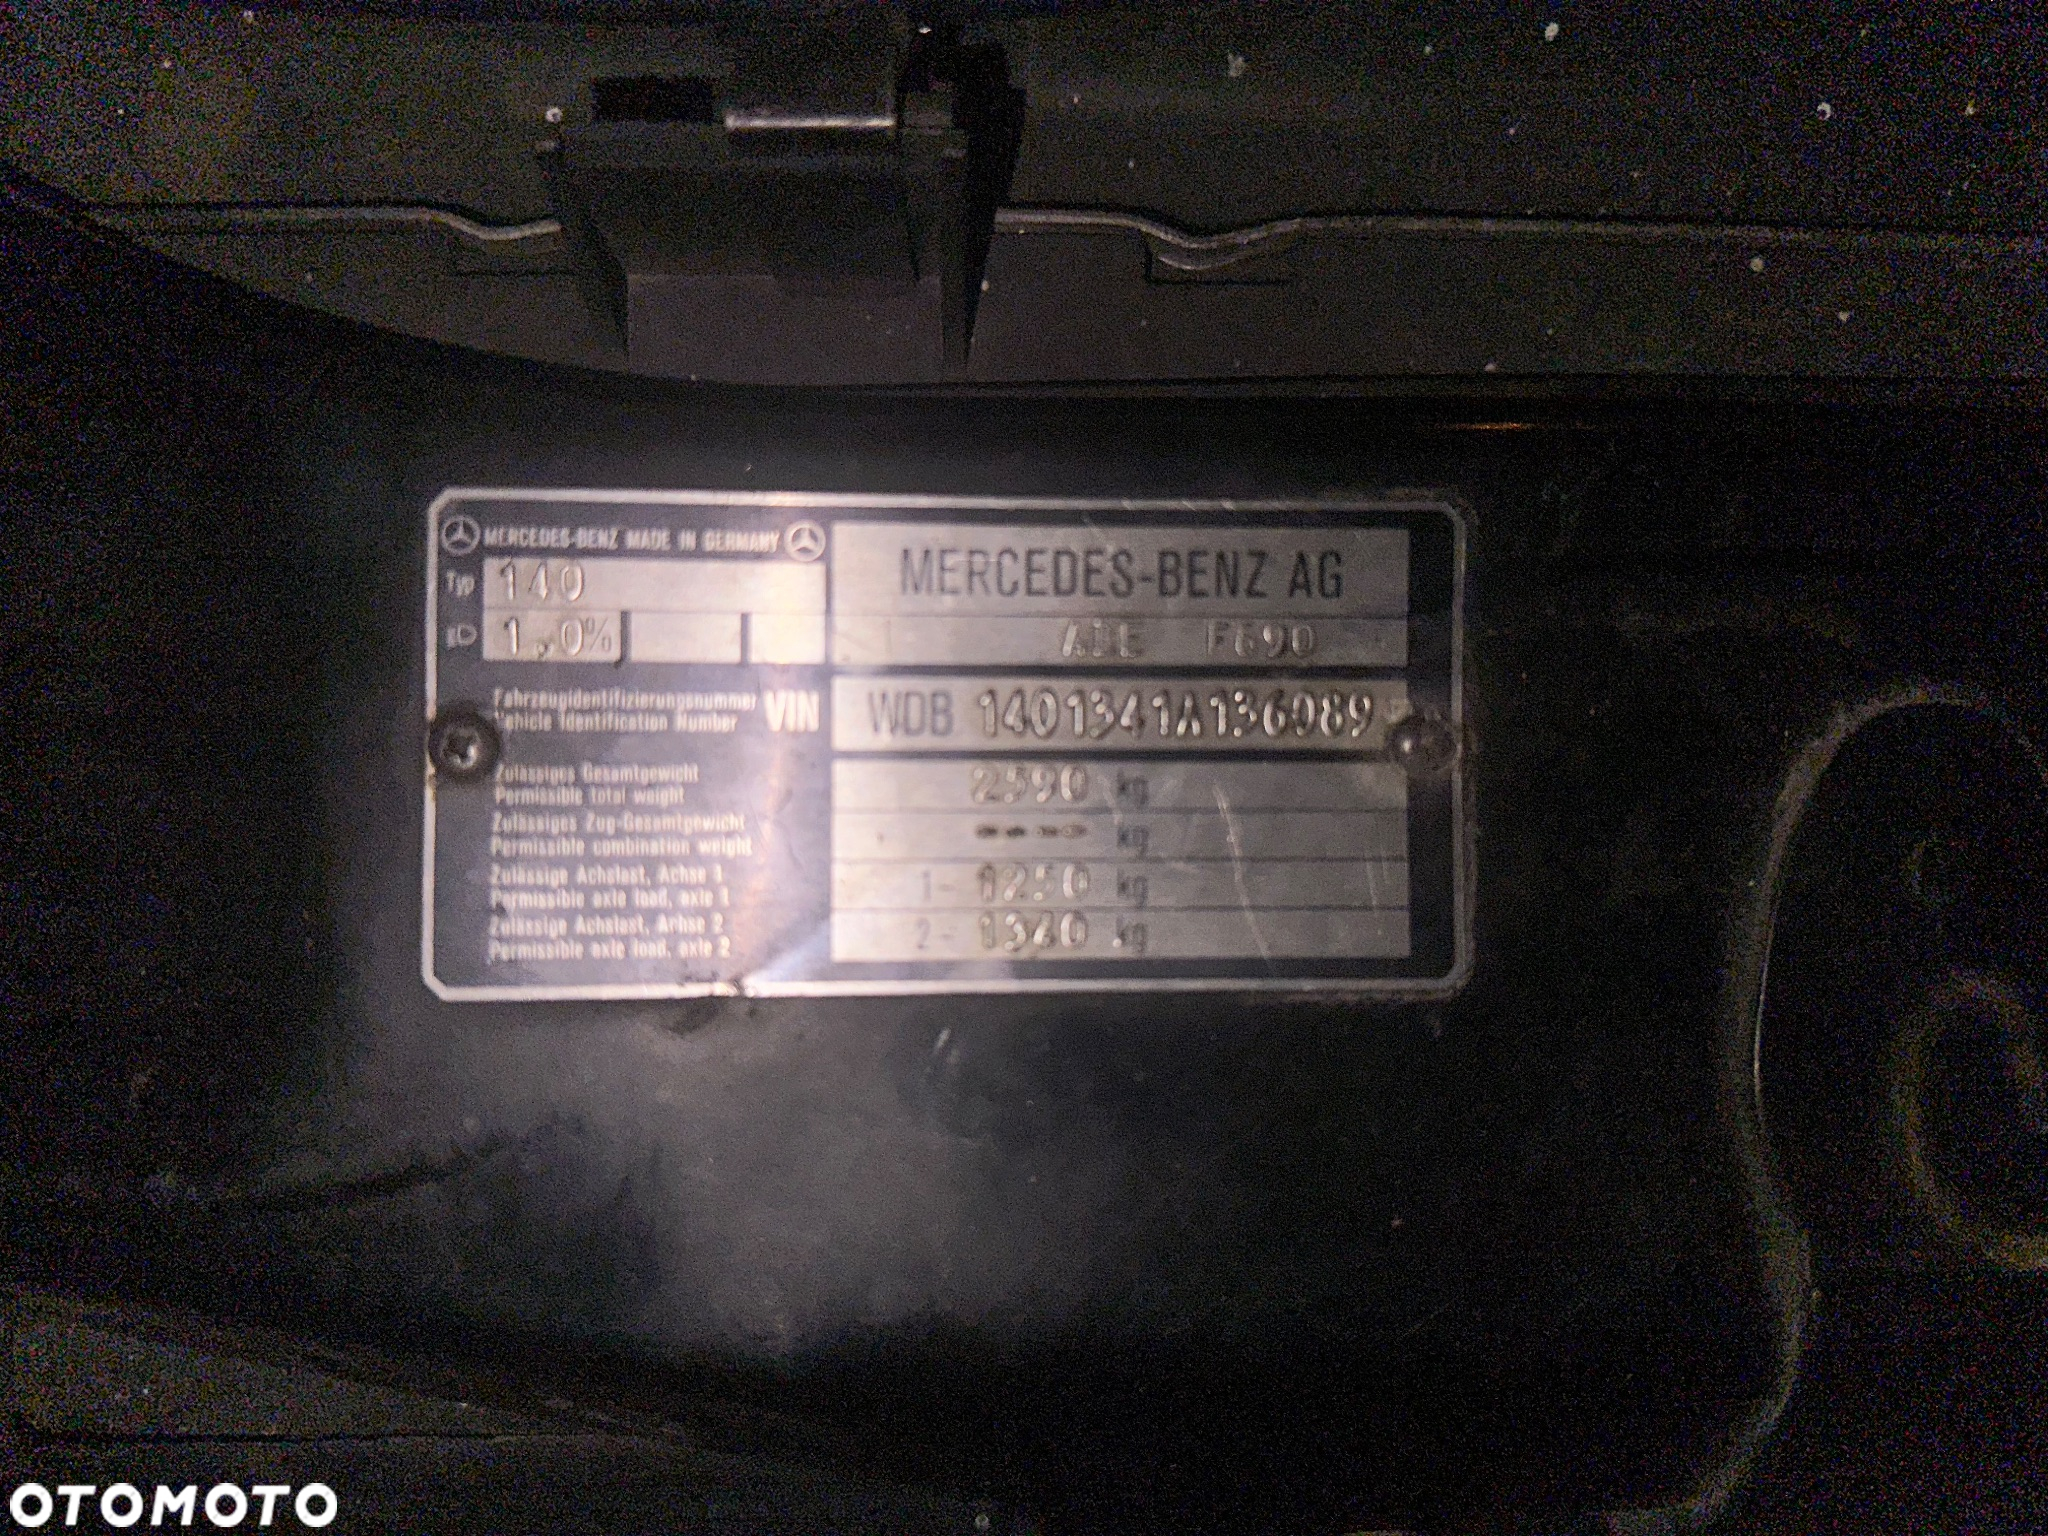 MERCEDES-BENZ MADE IN GERMANY
Typ 140
1,0%
MERCEDES-BENZ AG
ABE F690
Fahrzeugidentifizierungsnummer
Vehicle Identification Number
VIN
WDB 1401341A136089
Zulässiges Gesamtgewicht
Permissible total weight
2590 kg
Zulässiges Zug-Gesamtgewicht
Permissible combination weight
---- kg
Zulässige Achslast, Achse 1
Permissible axle load, axle 1
1- 1250 kg
Zulässige Achslast, Achse 2
Permissible axle load, axle 2
2- 1340 kg
OTOMOTO